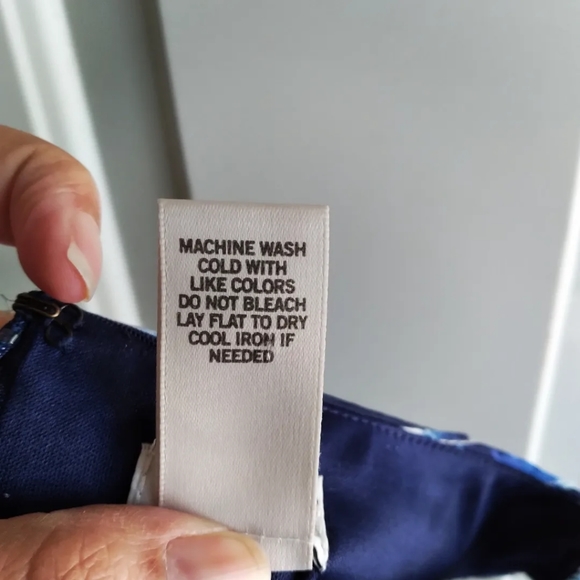 MACHINE WASH
COLD WITH
LIKE COLORS
DO NOT BLEACH
LAY FLAT TO DRY
COOL IRON IF
NEEDED